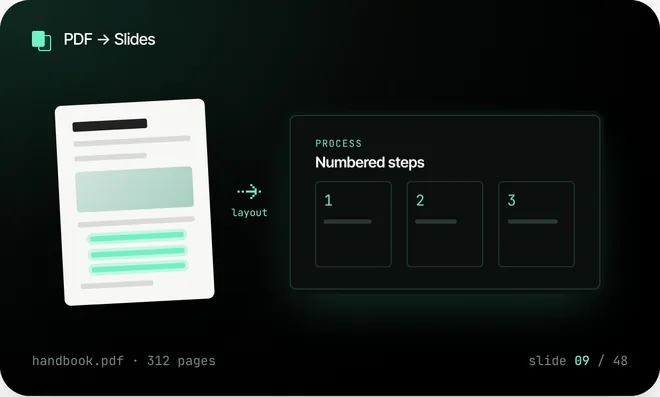 PDF → Slides
layout
PROCESS
Numbered steps
1
2
3
handbook.pdf · 312 pages
slide 09 / 48